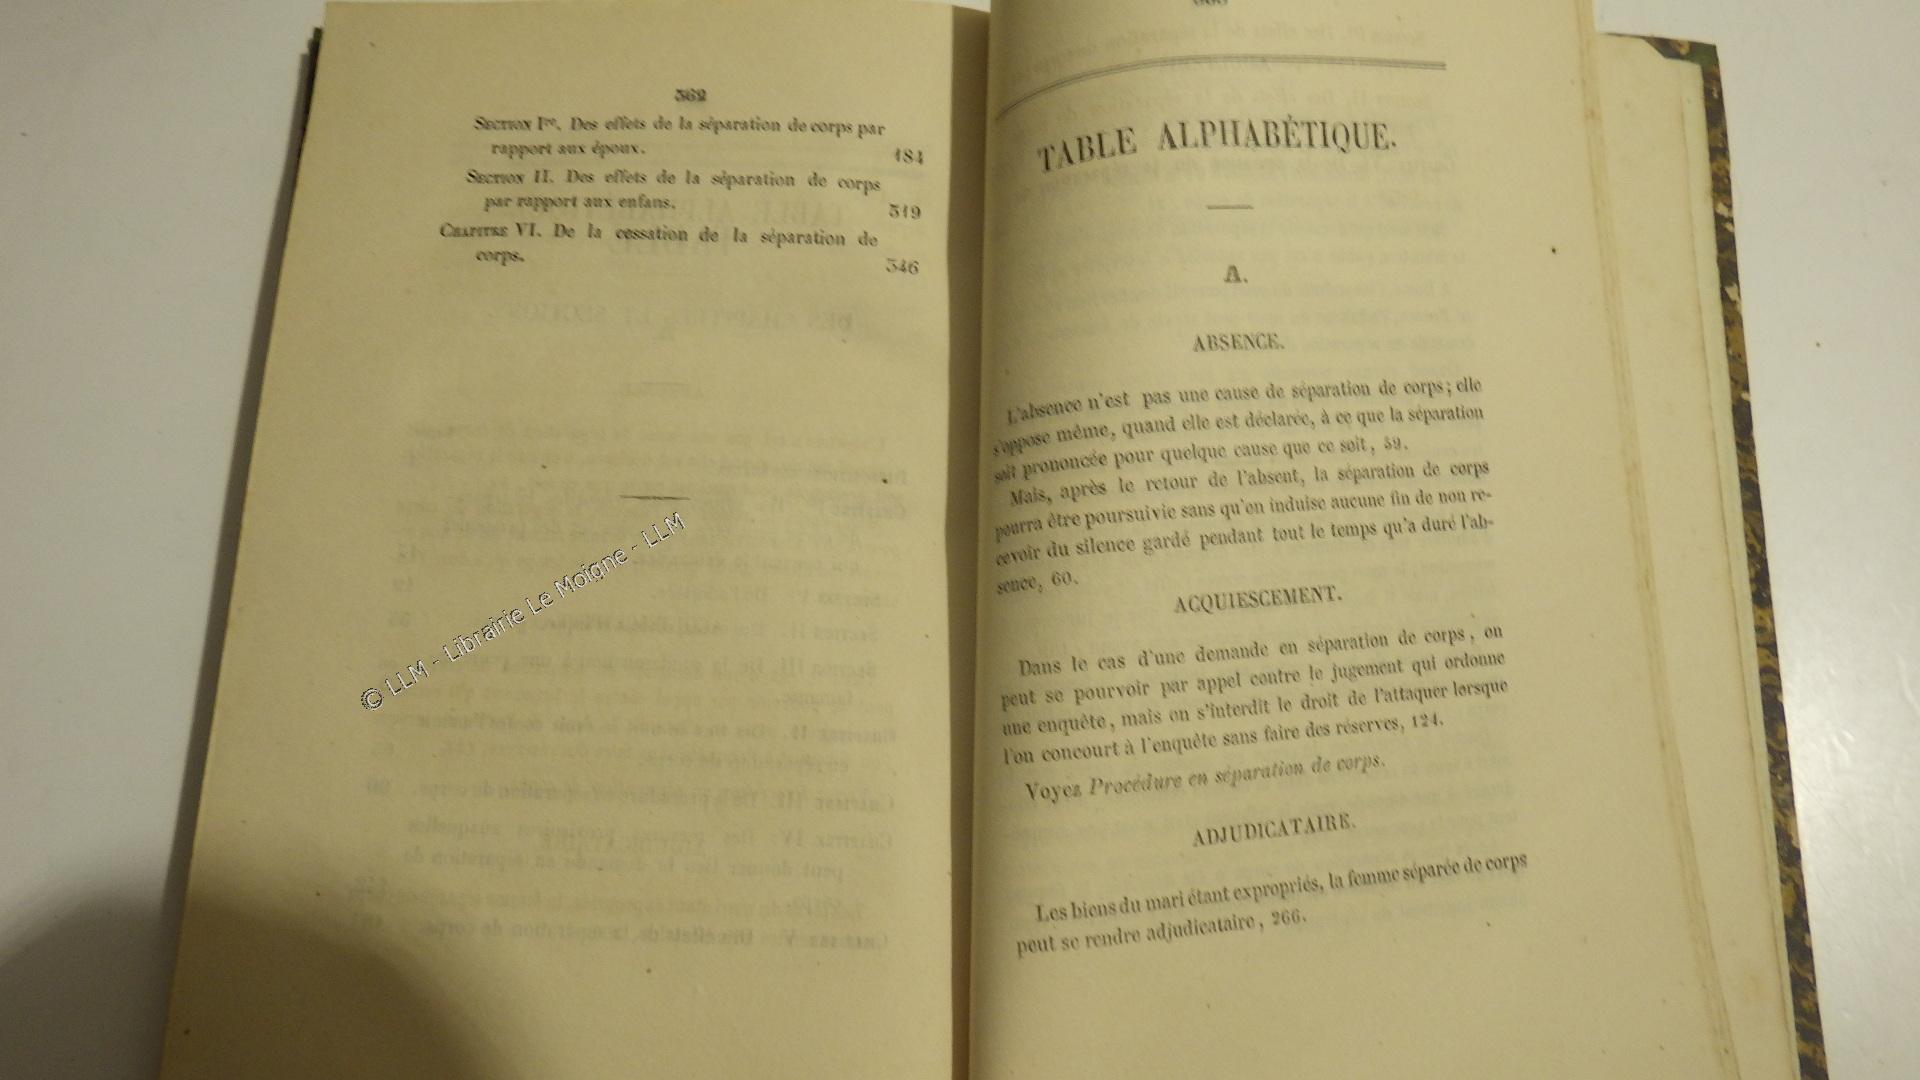 362
Section Ire. Des effets de la séparation de corps par
rapport aux époux. 184
Section II. Des effets de la séparation de corps
par rapport aux enfans. 319
Chapitre VI. De la cessation de la séparation de
corps. 346
© LLM - Librairie Le Moigne - LLM
TABLE ALPHABÉTIQUE.
A.
ABSENCE.
L'absence n'est pas une cause de séparation de corps; elle
s'oppose même, quand elle est déclarée, à ce que la séparation
soit prononcée pour quelque cause que ce soit, 59.
Mais, après le retour de l'absent, la séparation de corps
pourra être poursuivie sans qu'on induise aucune fin de non re-
cevoir du silence gardé pendant tout le temps qu'a duré l'ab-
sence, 60.
ACQUIESCEMENT.
Dans le cas d'une demande en séparation de corps, on
peut se pourvoir par appel contre le jugement qui ordonne
une enquête, mais on s'interdit le droit de l'attaquer lorsque
l'on concourt à l'enquête sans faire des réserves, 124.
Voyez Procédure en séparation de corps.
ADJUDICATAIRE.
Les biens du mari étant expropriés, la femme séparée de corps
peut se rendre adjudicataire, 266.